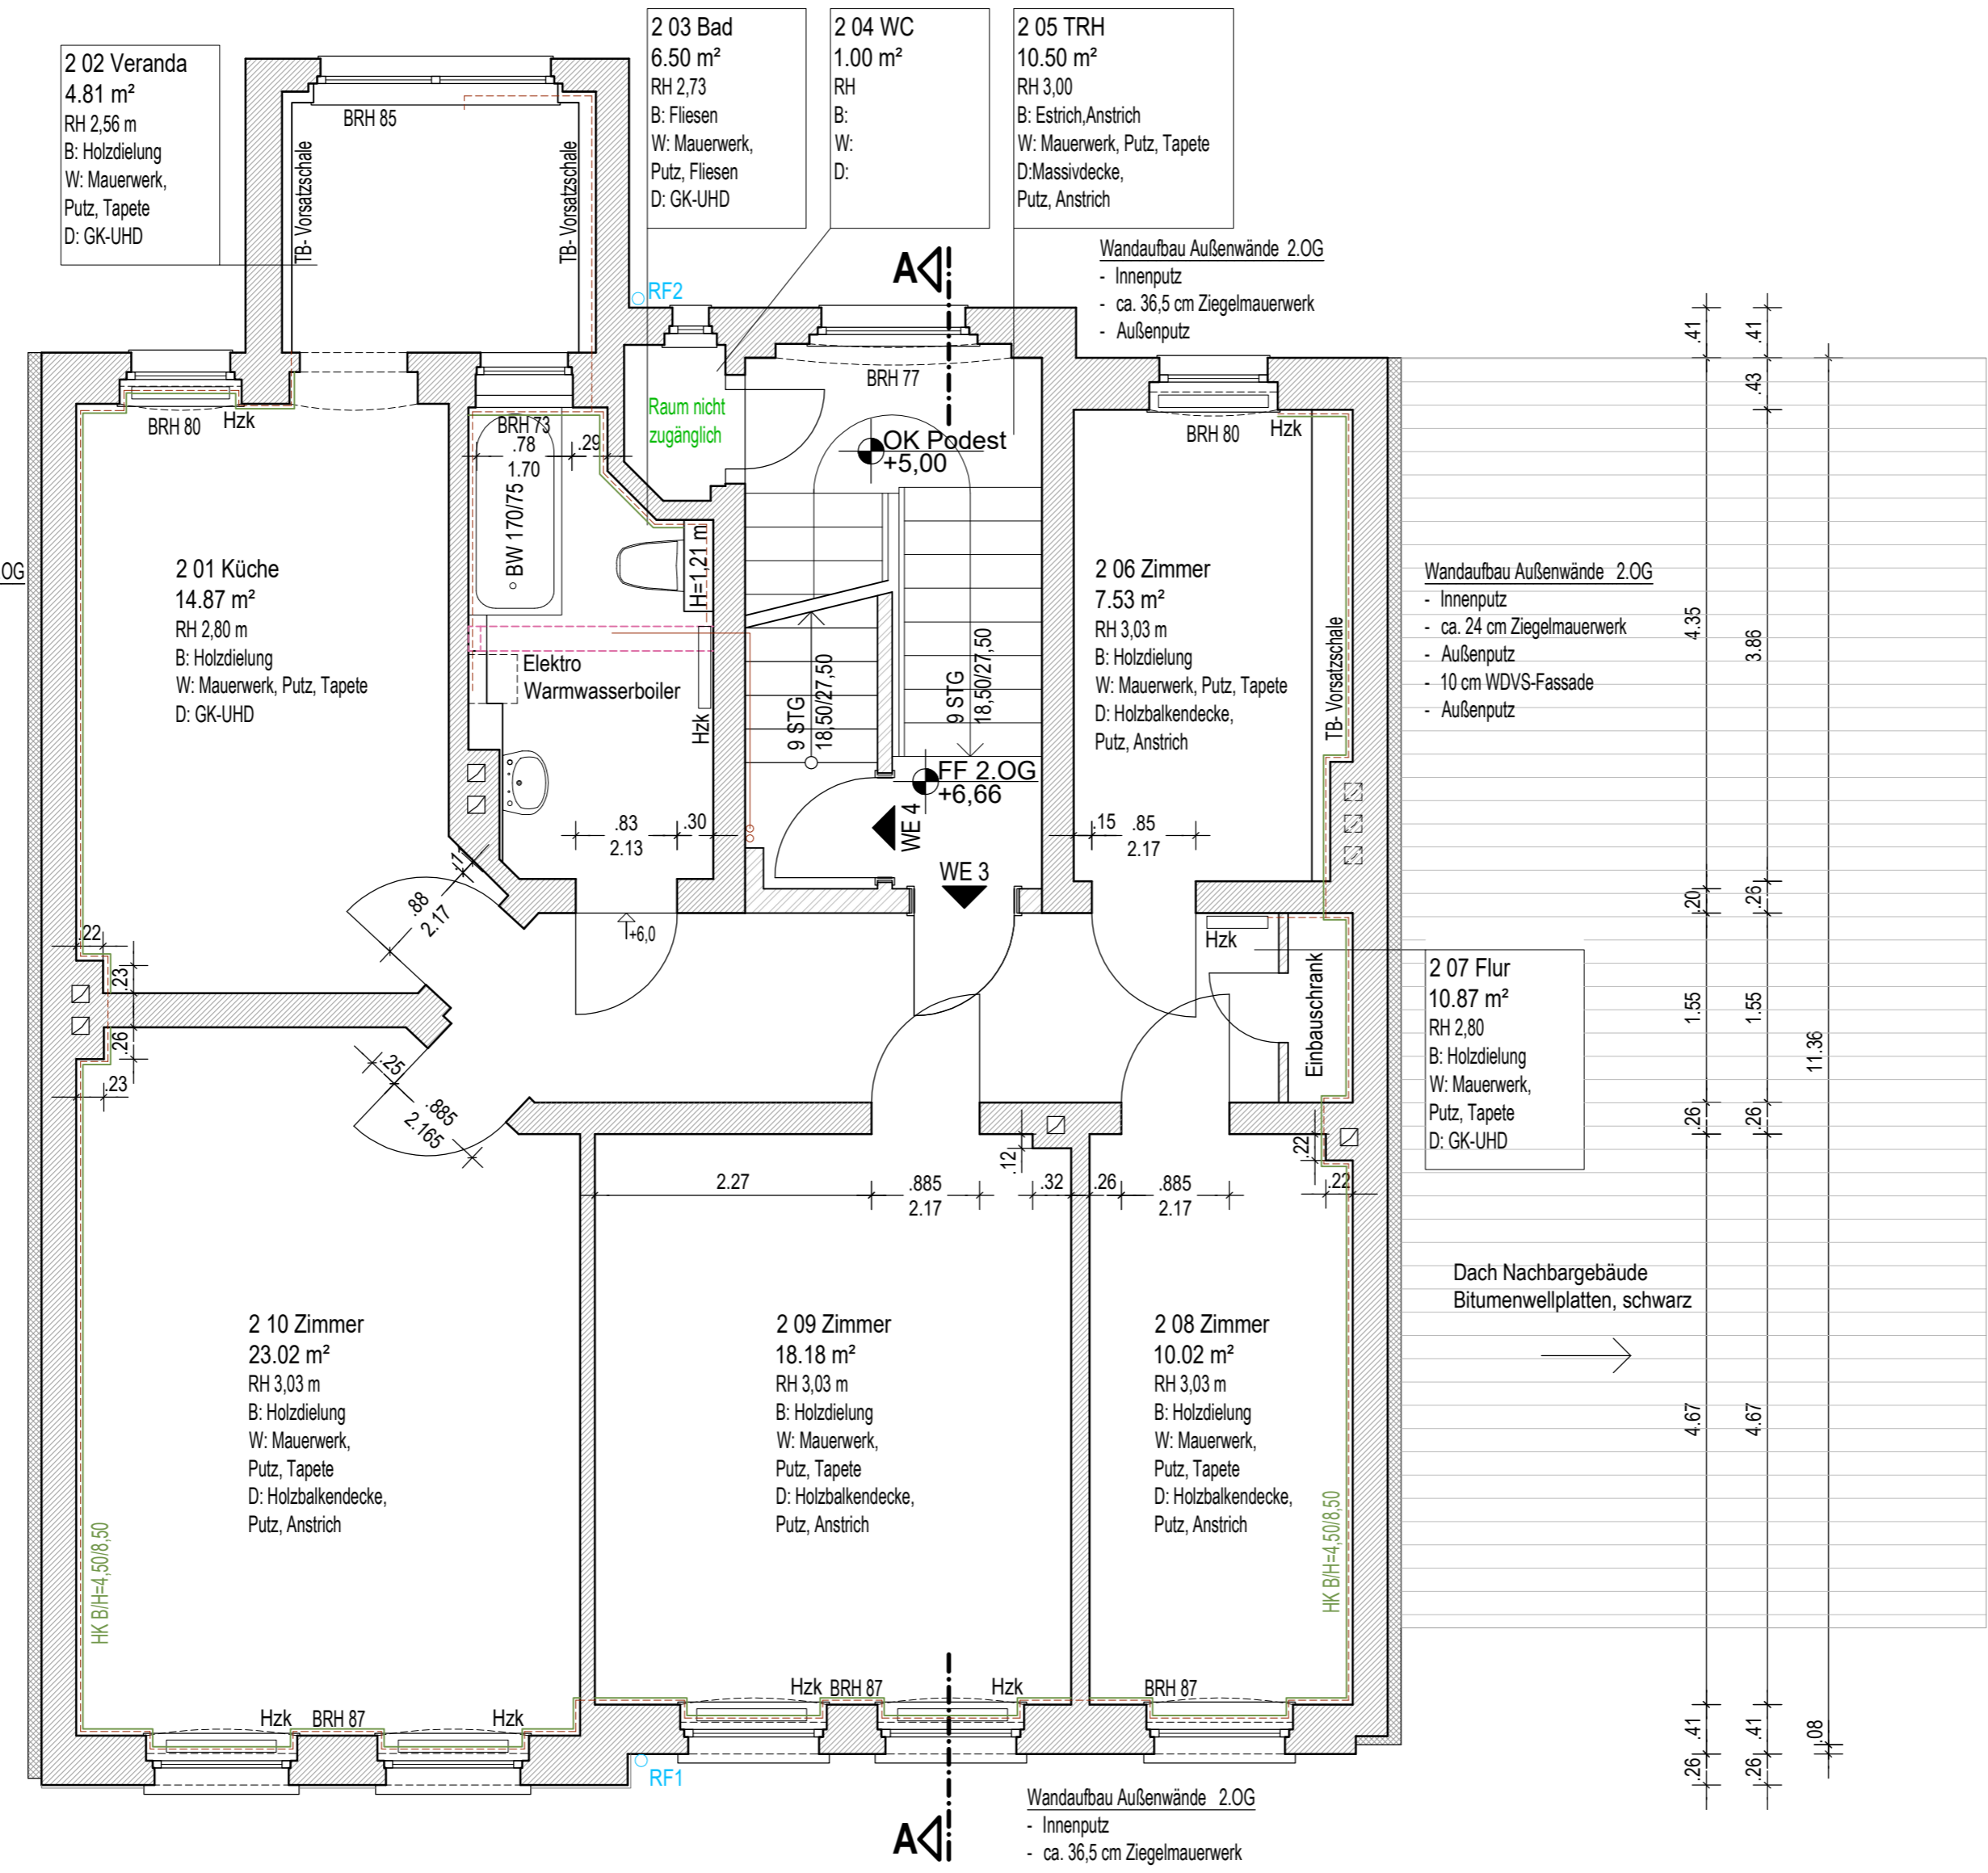 2 02 Veranda
4.81 m²
RH 2,56 m
B: Holzdielung
W: Mauerwerk,
Putz, Tapete
D: GK-UHD
2 03 Bad
6.50 m²
RH 2,73
B: Fliesen
W: Mauerwerk,
Putz, Fliesen
D: GK-UHD
2 04 WC
1.00 m²
RH
B:
W:
D:
2 05 TRH
10.50 m²
RH 3,00
B: Estrich,Anstrich
W: Mauerwerk, Putz, Tapete
D:Massivdecke,
Putz, Anstrich
BRH 85
TB- Vorsatzschale
TB- Vorsatzschale
RF2
A
Wandaufbau Außenwände 2.OG
- Innenputz
- ca. 36,5 cm Ziegelmauerwerk
- Außenputz
.41
.41
.43
BRH 80
Hzk
BRH 73
.78
1.70
.29
BW 170/75
Raum nicht
zugänglich
BRH 77
OK Podest
+5,00
BRH 80
Hzk
OG
2 01 Küche
14.87 m²
RH 2,80 m
B: Holzdielung
W: Mauerwerk, Putz, Tapete
D: GK-UHD
H=1,21 m
Elektro
Warmwasserboiler
Hzk
9 STG
18,50/27,50
9 STG
18,50/27,50
2 06 Zimmer
7.53 m²
RH 3,03 m
B: Holzdielung
W: Mauerwerk, Putz, Tapete
D: Holzbalkendecke,
Putz, Anstrich
TB- Vorsatzschale
Wandaufbau Außenwände 2.OG
- Innenputz
- ca. 24 cm Ziegelmauerwerk
- Außenputz
- 10 cm WDVS-Fassade
- Außenputz
4.35
3.86
FF 2.OG
+6,66
WE 4
WE 3
.83
2.13
.30
.15
.85
2.17
.11
.88
2.17
.22
.23
.26
.23
.25
.885
2.165
+6,0
Hzk
Einbauschrank
2 07 Flur
10.87 m²
RH 2,80
B: Holzdielung
W: Mauerwerk,
Putz, Tapete
D: GK-UHD
.20
.26
1.55
1.55
11.36
.26
.26
2.27
.885
2.17
.12
.32
.26
.885
2.17
.22
.22
Dach Nachbargebäude
Bitumenwellplatten, schwarz
2 10 Zimmer
23.02 m²
RH 3,03 m
B: Holzdielung
W: Mauerwerk,
Putz, Tapete
D: Holzbalkendecke,
Putz, Anstrich
2 09 Zimmer
18.18 m²
RH 3,03 m
B: Holzdielung
W: Mauerwerk,
Putz, Tapete
D: Holzbalkendecke,
Putz, Anstrich
2 08 Zimmer
10.02 m²
RH 3,03 m
B: Holzdielung
W: Mauerwerk,
Putz, Tapete
D: Holzbalkendecke,
Putz, Anstrich
4.67
4.67
HK B/H=4,50/8,50
HK B/H=4,50/8,50
Hzk
BRH 87
Hzk
Hzk
BRH 87
Hzk
BRH 87
.41
.41
.08
.26
.26
RF1
A
Wandaufbau Außenwände 2.OG
- Innenputz
- ca. 36,5 cm Ziegelmauerwerk